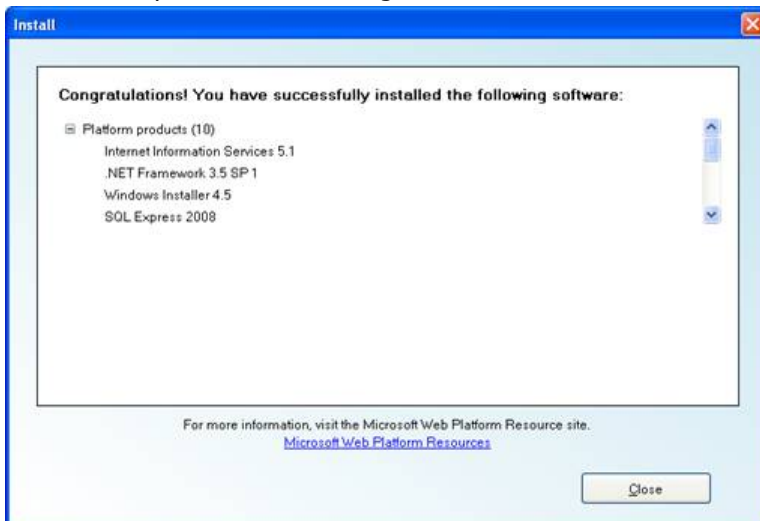 Install
Congratulations! You have successfully installed the following software:
Platform products (10)
Internet Information Services 5.1
.NET Framework 3.5 SP 1
Windows Installer 4.5
SQL Express 2008
For more information, visit the Microsoft Web Platform Resource site.
Microsoft Web Platform Resources
Close